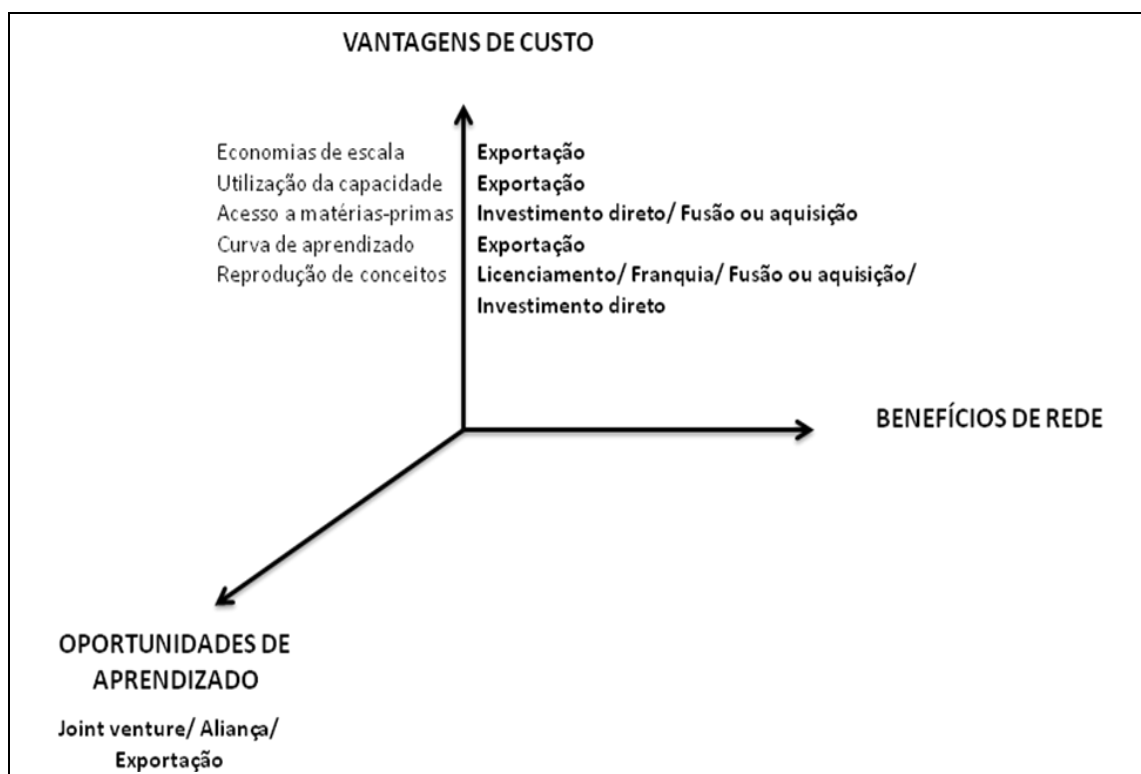 VANTAGENS DE CUSTO
Economias de escala Exportação
Utilização da capacidade Exportação
Acesso a matérias-primas Investimento direto/ Fusão ou aquisição
Curva de aprendizado Exportação
Reprodução de conceitos Licenciamento/ Franquia/ Fusão ou aquisição/
Investimento direto
BENEFÍCIOS DE REDE
OPORTUNIDADES DE
APRENDIZADO
Joint venture/ Aliança/
Exportação